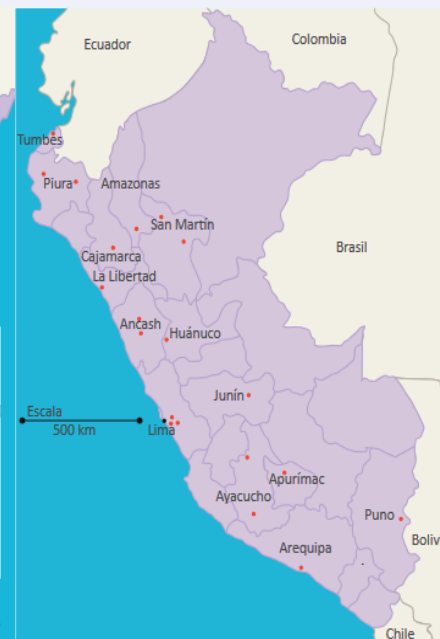 Colombia
Ecuador
Tumbes
Piura
Amazonas
San Martín
Brasil
Cajamarca
La Libertad
Ancash
Huánuco
Junín
Escala
500 km
Lima
Apurímac
Ayacucho
Puno
Boliv
Arequipa
Chile